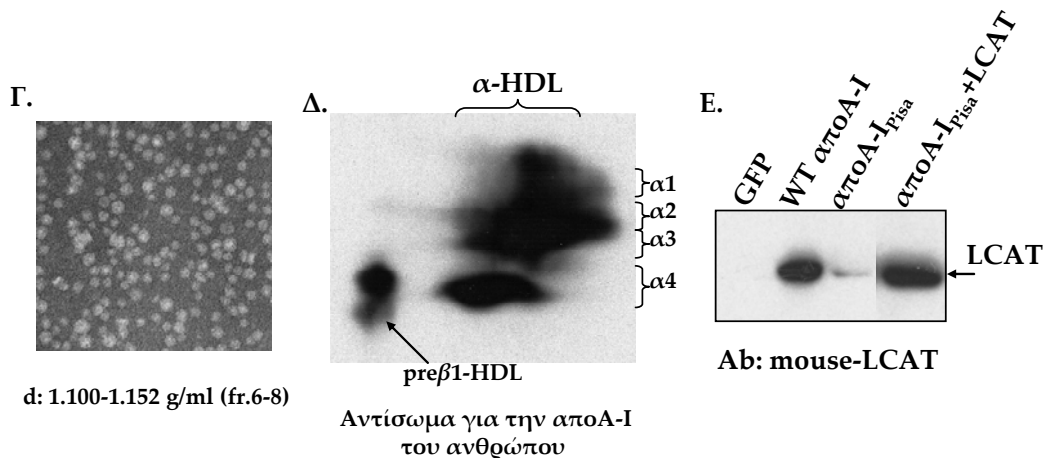 Γ.
d: 1.100-1.152 g/ml (fr.6-8)
Δ.
α-HDL
α1
α2
α3
α4
preβ1-HDL
Αντίσωμα για την αποA-I
του ανθρώπου
Ε.
GFP
WT αποA-I
αποA-IPisa
αποA-IPisa+LCAT
LCAT
Ab: mouse-LCAT